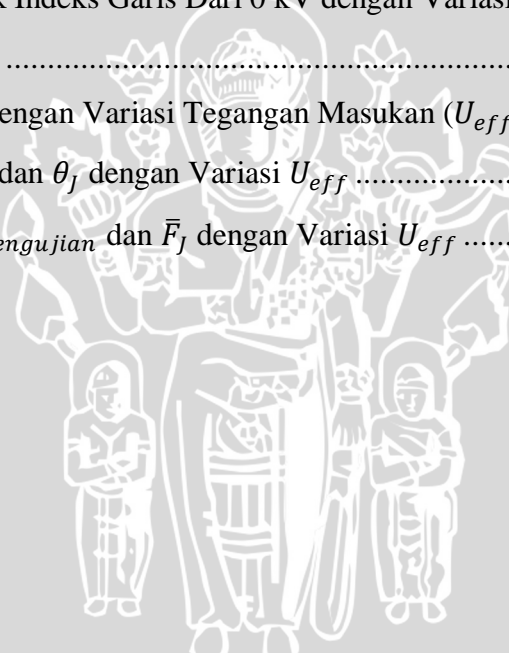 Indeks Garis Dari 0 kV dengan Variasi
........................................................................
engan Variasi Tegangan Masukan (U_eff
dan θ_J dengan Variasi U_eff ......................
engujian dan F̄_J dengan Variasi U_eff ......